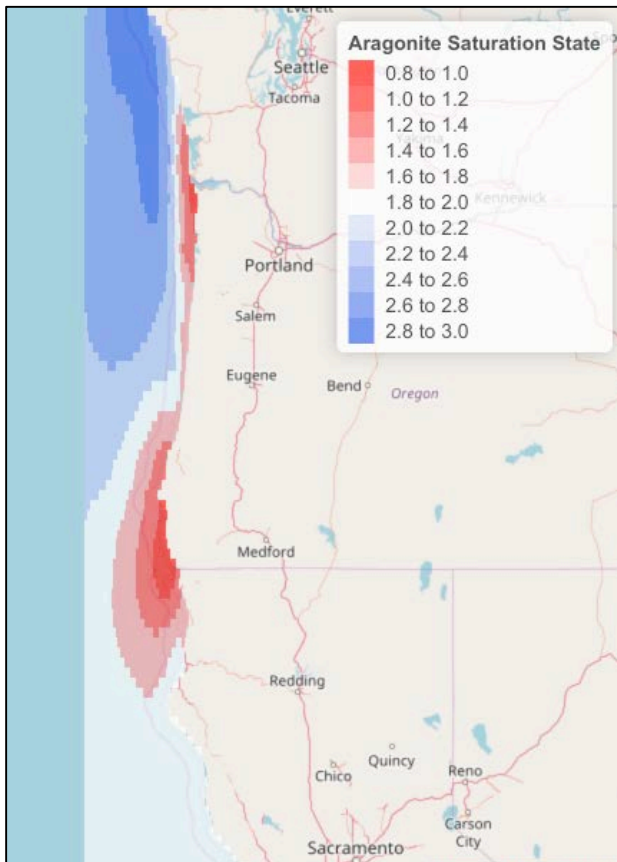 Everett
Seattle
Tacoma
Aragonite Saturation State
0.8 to 1.0
1.0 to 1.2
1.2 to 1.4
1.4 to 1.6
1.6 to 1.8
1.8 to 2.0
2.0 to 2.2
2.2 to 2.4
2.4 to 2.6
2.6 to 2.8
2.8 to 3.0
Spo
Yakima
Kennewick
Portland
Salem
Eugene
Bend
Oregon
Medford
Redding
Chico
Quincy
Reno
Carson
City
Sacramento